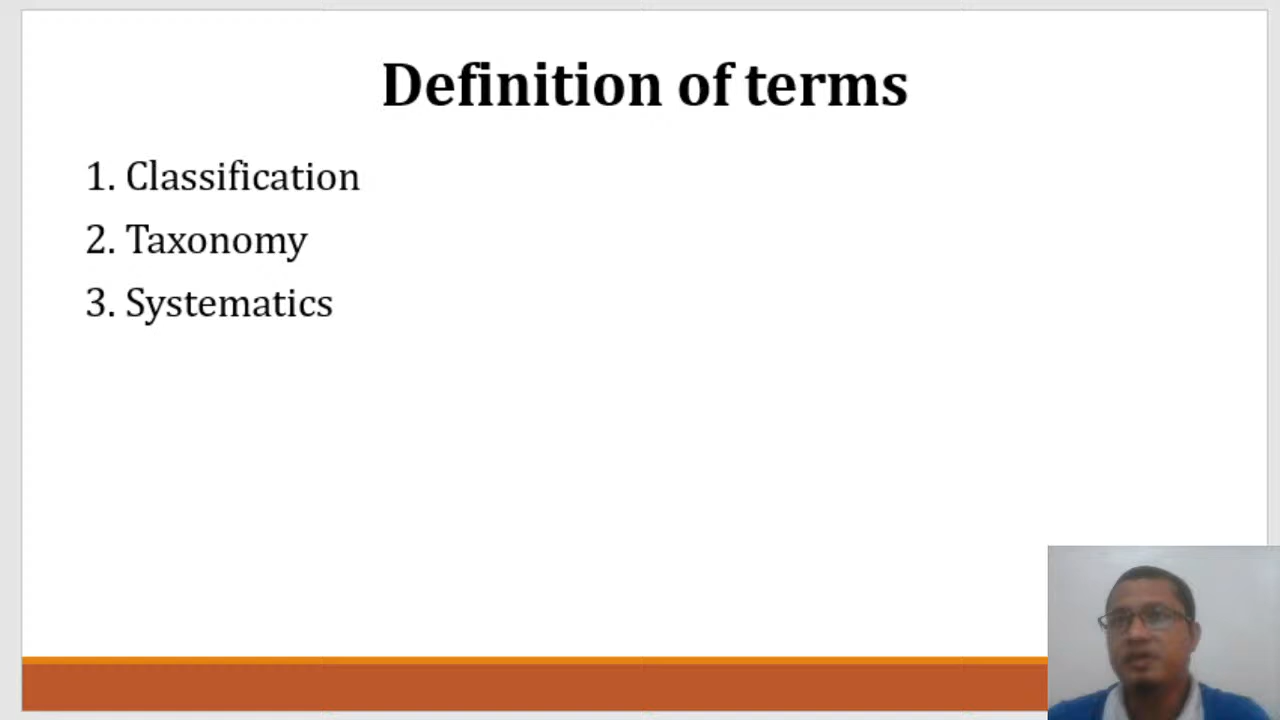 Definition of terms
1. Classification
2. Taxonomy
3. Systematics